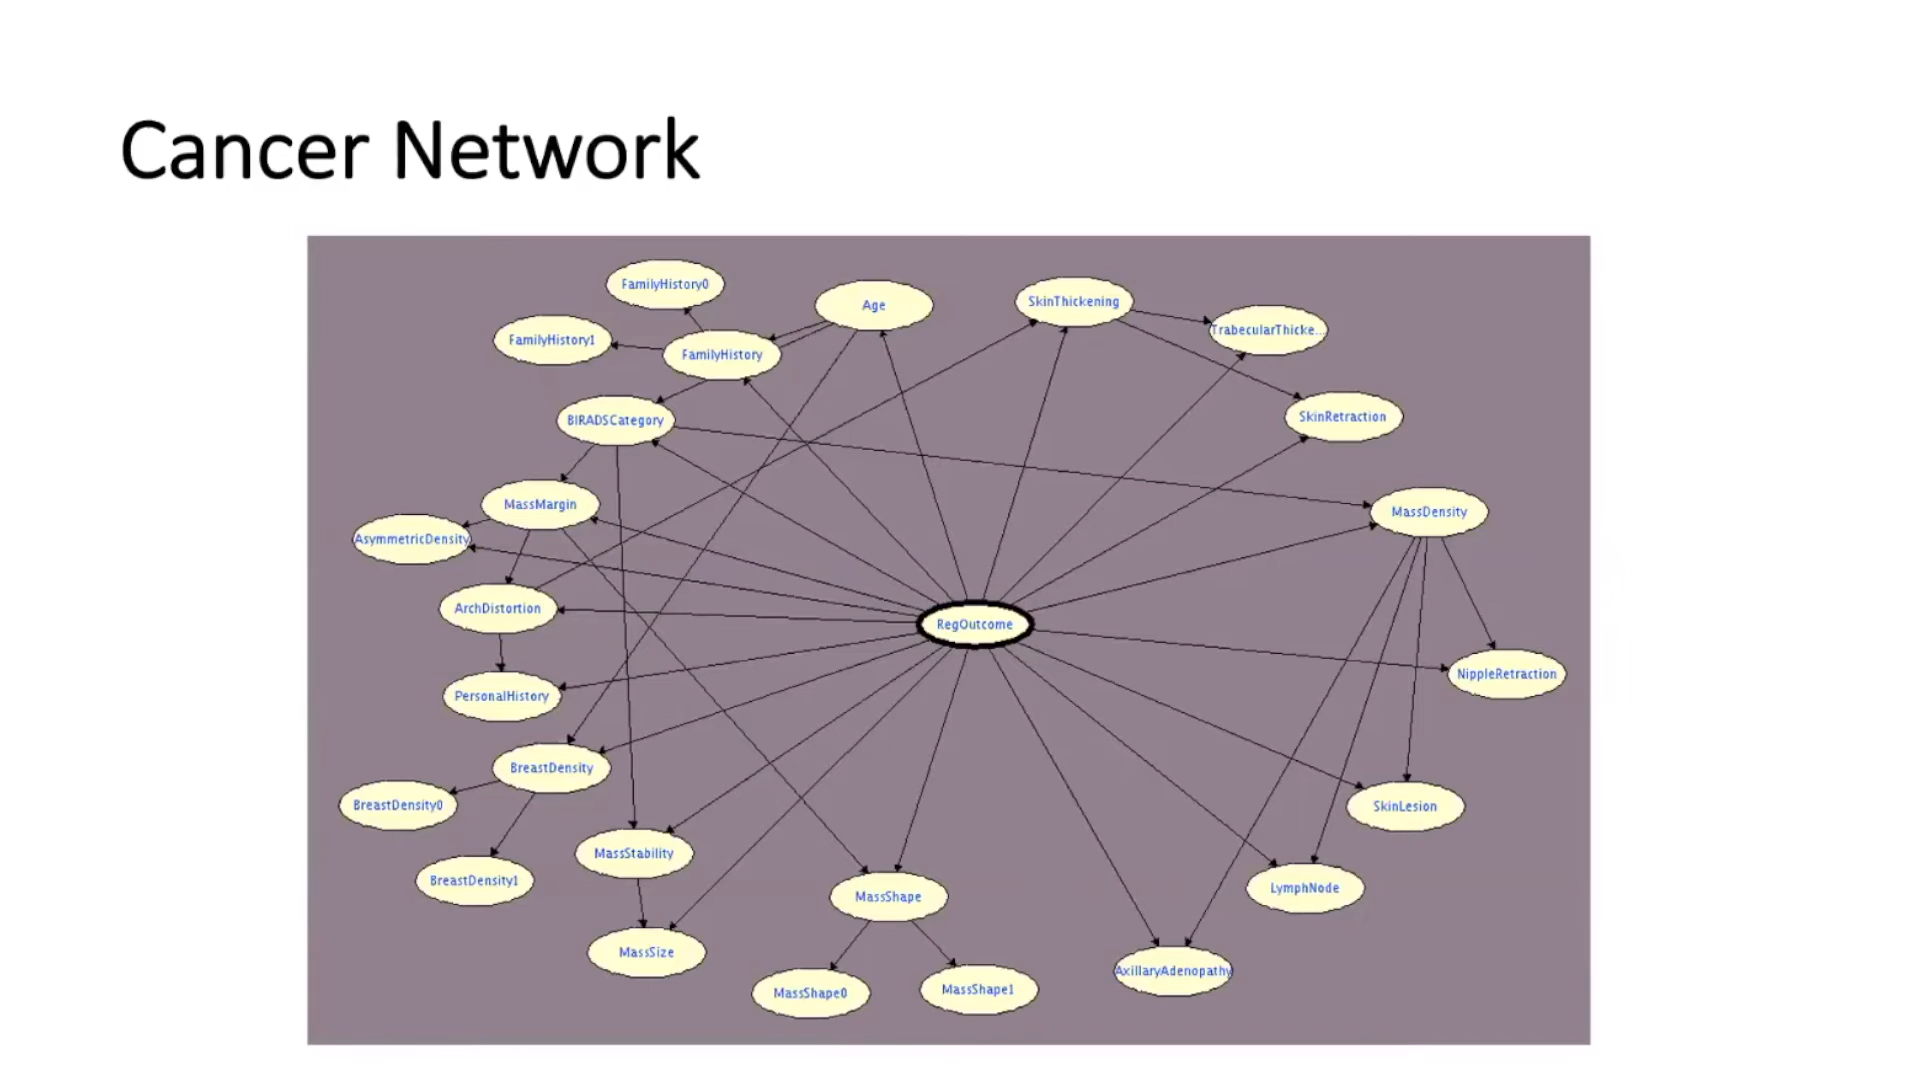 Cancer Network
FamilyHistory0
Age
SkinThickening
TrabecularThicke...
FamilyHistory1
FamilyHistory
BIRADSCategory
SkinRetraction
MassMargin
MassDensity
AsymmetricDensity
ArchDistortion
RegOutcome
NippleRetraction
PersonalHistory
BreastDensity
BreastDensity0
SkinLesion
MassStability
BreastDensity1
LymphNode
MassShape
MassSize
AxillaryAdenopathy
MassShape0
MassShape1